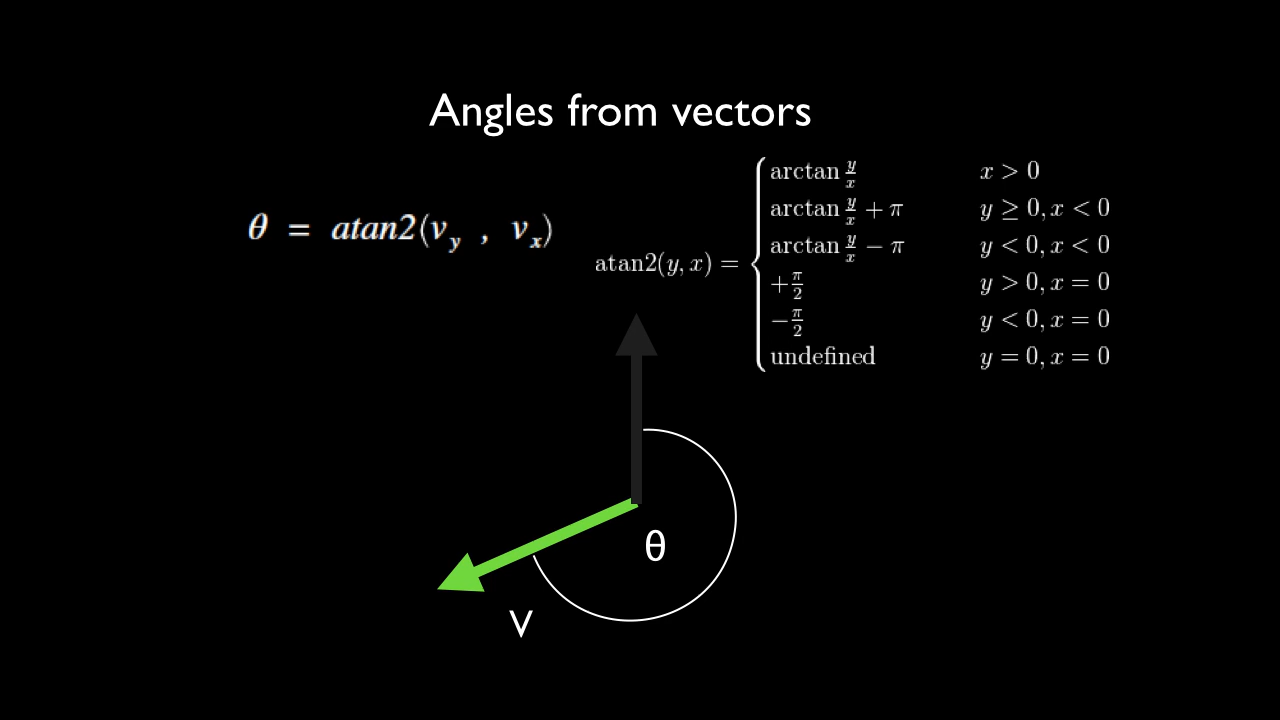 Angles from vectors
θ = atan2(v_y , v_x)
atan2(y, x) =
arctan y/x x > 0
arctan y/x + π y ≥ 0, x < 0
arctan y/x − π y < 0, x < 0
+π/2 y > 0, x = 0
−π/2 y < 0, x = 0
undefined y = 0, x = 0
θ
v